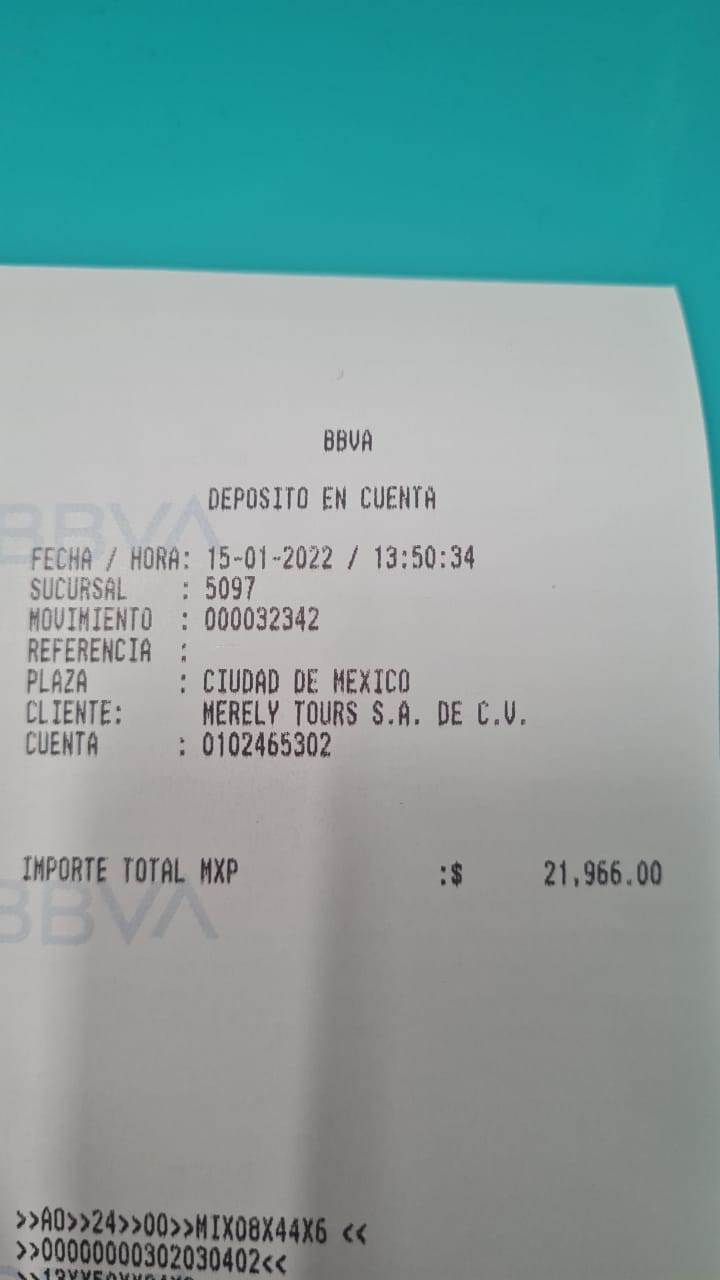 BBVA
DEPOSITO EN CUENTA
FECHA / HORA: 15-01-2022 / 13:50:34
SUCURSAL : 5097
MOVIMIENTO : 000032342
REFERENCIA :
PLAZA : CIUDAD DE MEXICO
CLIENTE: MERELY TOURS S.A. DE C.V.
CUENTA : 0102465302
IMPORTE TOTAL MXP :$ 21,966.00
BBVA
BBVA
>>A0>>24>>00>>MIX08X44X6 <<
>>00000000302030402<<